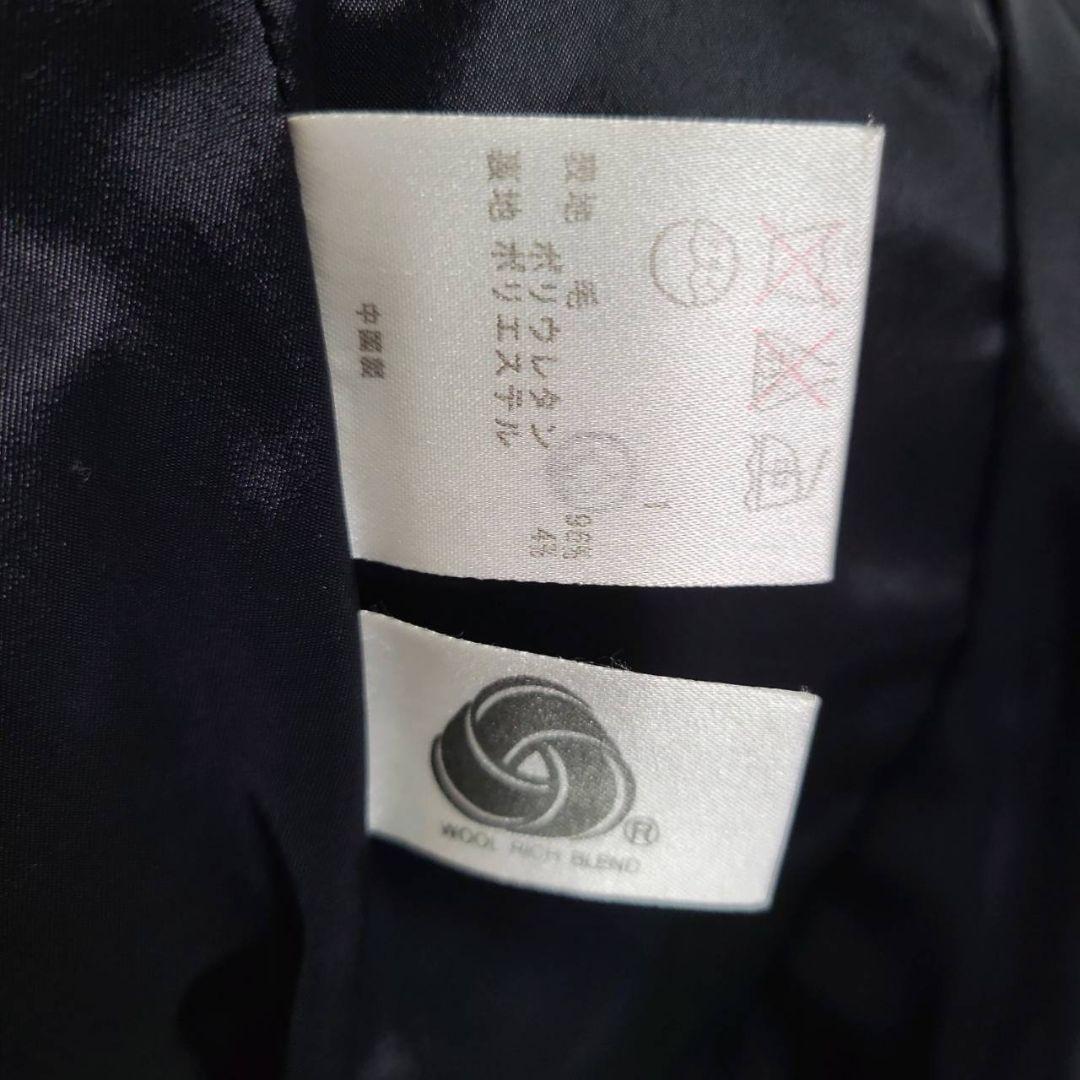 表地 毛 96%
ポリウレタン 4%
裏地 ポリエステル
中国製
WOOL RICH BLEND
®